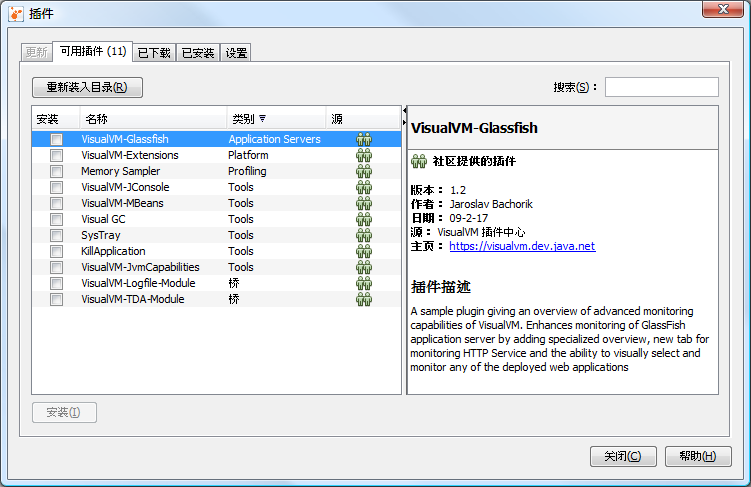 插件
更新 可用插件 (11) 已下载 已安装 设置
重新装入目录(R) 搜索(S)：
安装 名称 类别 源
VisualVM-Glassfish Application Servers
VisualVM-Extensions Platform
Memory Sampler Profiling
VisualVM-JConsole Tools
VisualVM-MBeans Tools
Visual GC Tools
SysTray Tools
KillApplication Tools
VisualVM-JvmCapabilities Tools
VisualVM-Logfile-Module 桥
VisualVM-TDA-Module 桥
VisualVM-Glassfish
社区提供的插件
版本： 1.2
作者： Jaroslav Bachorik
日期： 09-2-17
源： VisualVM 插件中心
主页： https://visualvm.dev.java.net
插件描述
A sample plugin giving an overview of advanced monitoring
capabilities of VisualVM. Enhances monitoring of GlassFish
application server by adding specialized overview, new tab for
monitoring HTTP Service and the ability to visually select and
monitor any of the deployed web applications
安装(I)
关闭(C) 帮助(H)